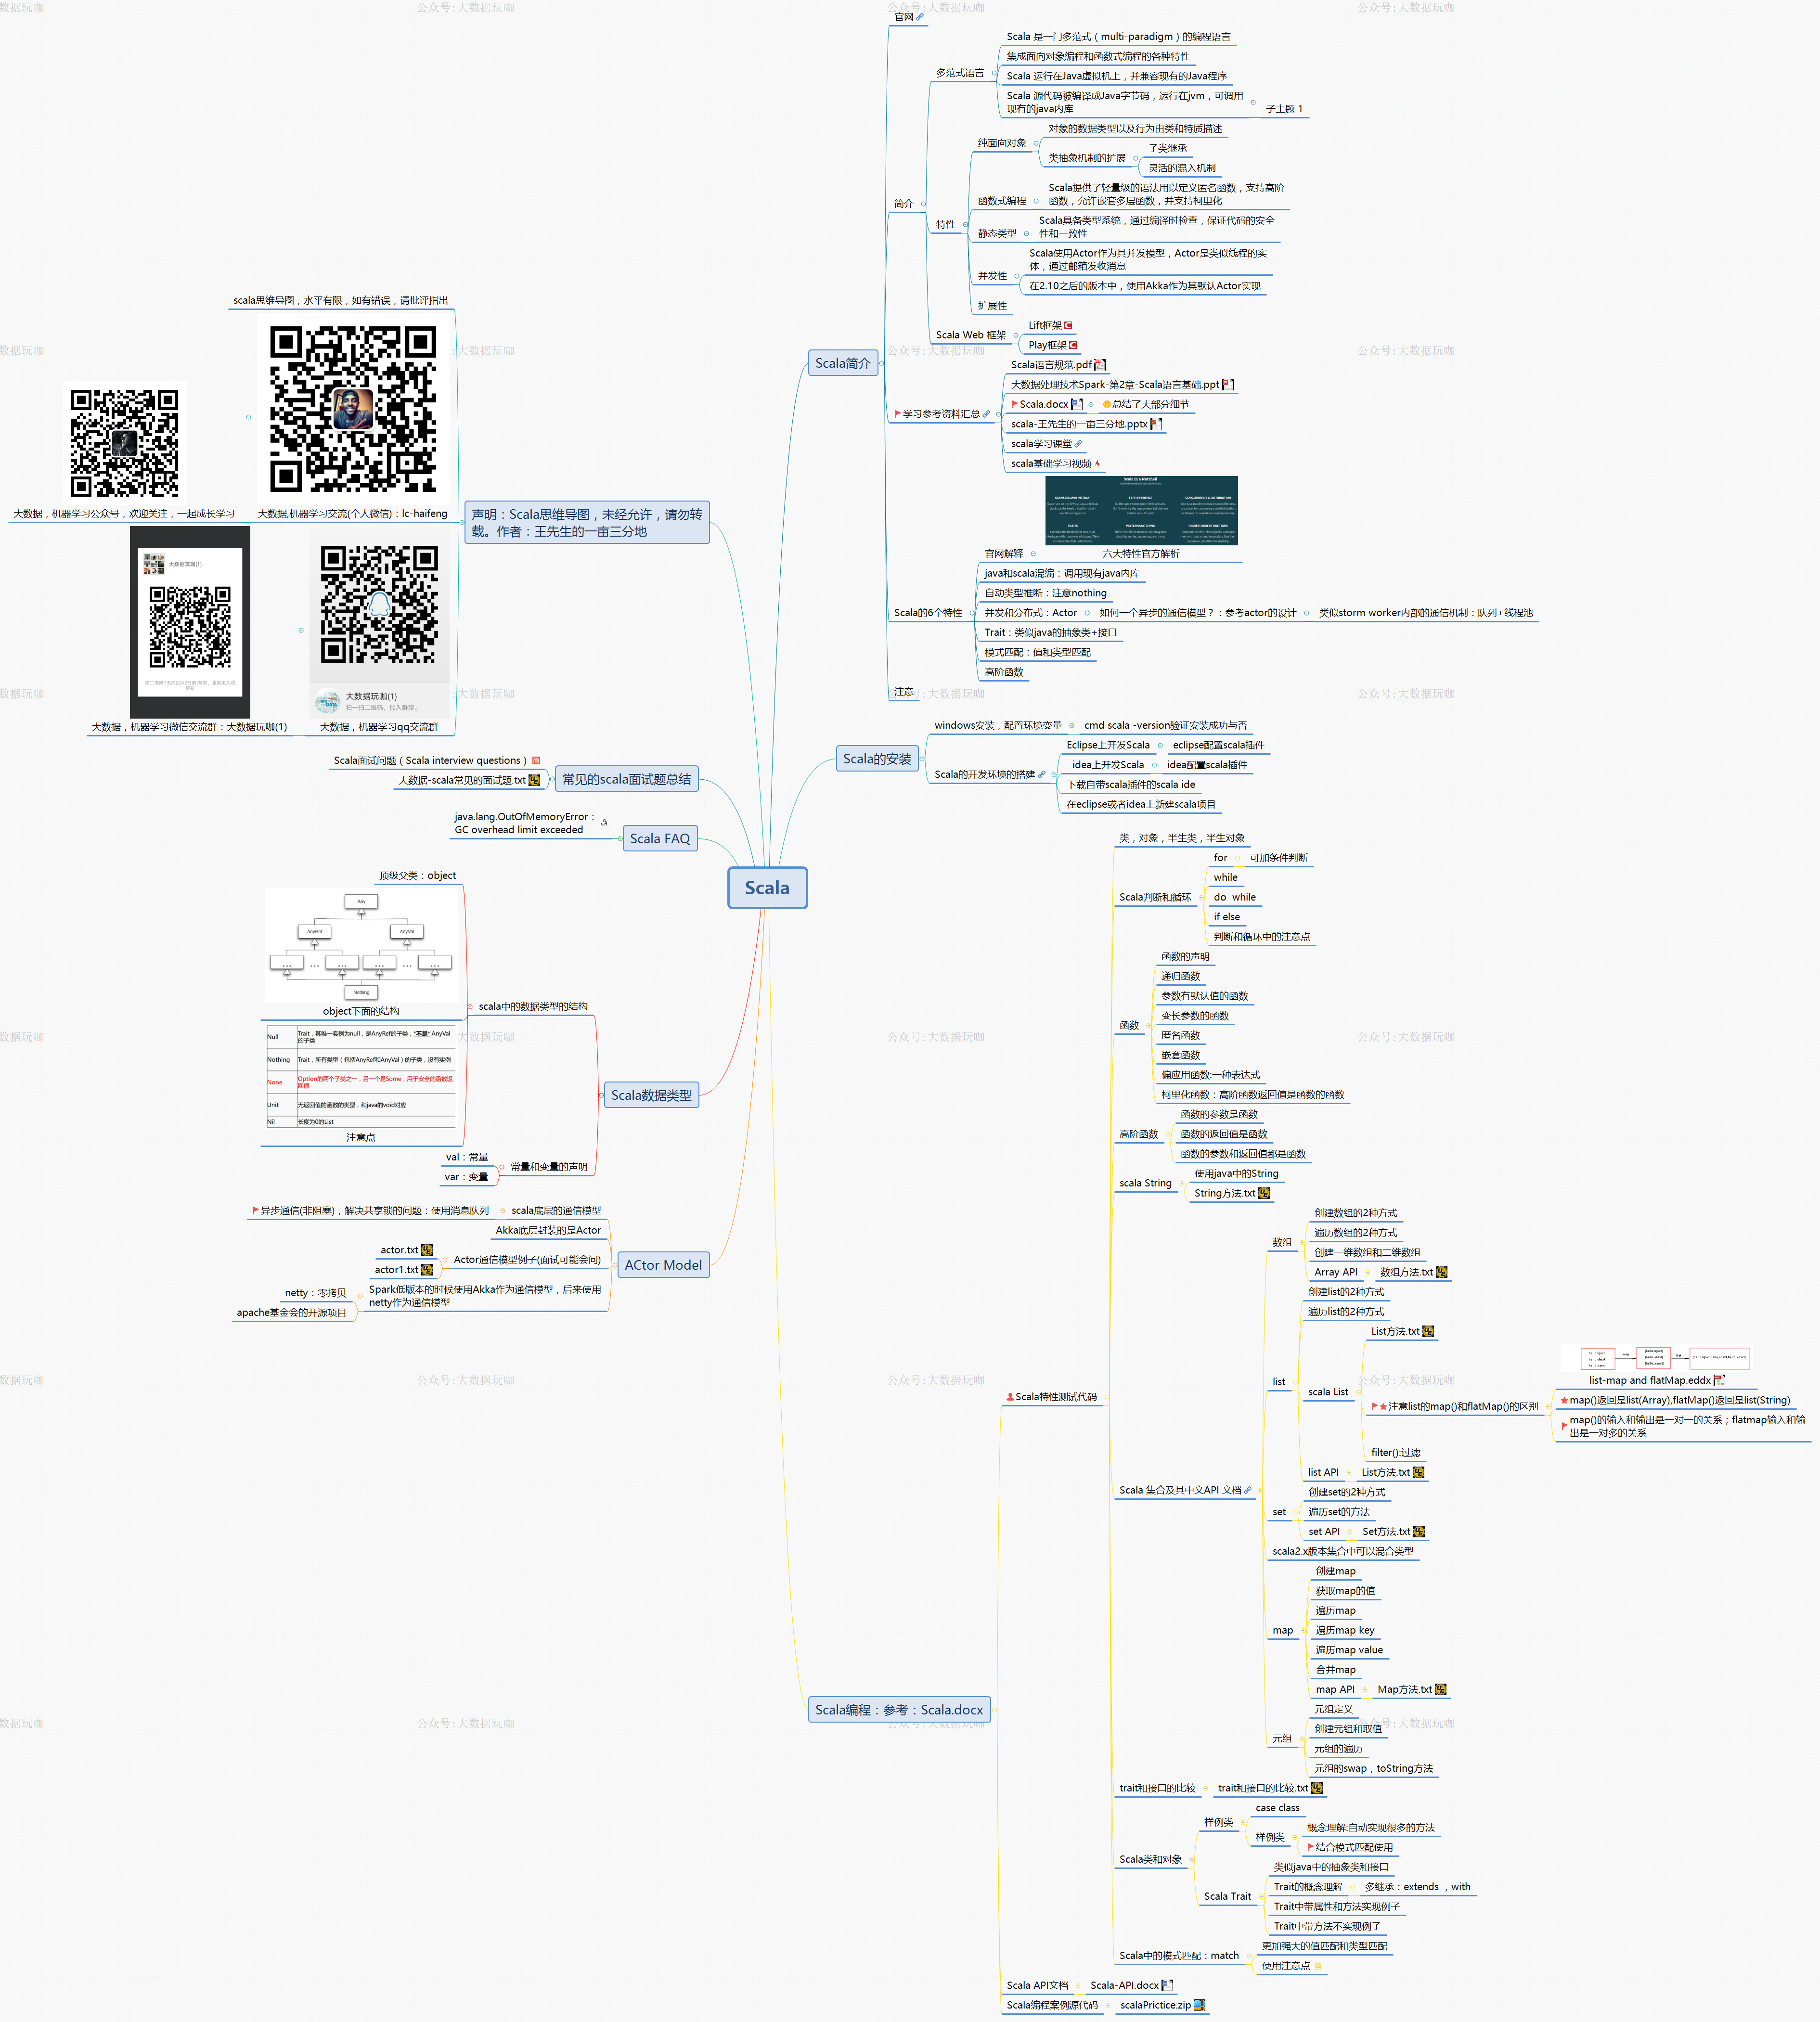 公众号:大数据玩咖
Scala
Scala简介
官网
简介
多范式语言
Scala 是一门多范式（multi-paradigm）的编程语言
集成面向对象编程和函数式编程的各种特性
Scala 运行在Java虚拟机上，并兼容现有的Java程序
Scala 源代码被编译成Java字节码，运行在jvm，可调用
现有的java内库
子主题 1
特性
纯面向对象
对象的数据类型以及行为由类和特质描述
类抽象机制的扩展
子类继承
灵活的混入机制
函数式编程
Scala提供了轻量级的语法用以定义匿名函数，支持高阶
函数，允许嵌套多层函数，并支持柯里化
静态类型
Scala具备类型系统，通过编译时检查，保证代码的安全
性和一致性
并发性
Scala使用Actor作为其并发模型，Actor是类似线程的实
体，通过邮箱发收消息
在2.10之后的版本中，使用Akka作为其默认Actor实现
扩展性
Scala Web 框架
Lift框架
Play框架
学习参考资料汇总
Scala语言规范.pdf
大数据处理技术Spark-第2章-Scala语言基础.ppt
Scala.docx
总结了大部分细节
scala-王先生的一亩三分地.pptx
scala学习课堂
scala基础学习视频
Scala的6个特性
官网解释
Scala in a Nutshell
SEAMLESS JAVA INTEROP
TYPE INFERENCE
CONCURRENCY & DISTRIBUTION
TRAITS
PATTERN MATCHING
HIGHER-ORDER FUNCTIONS
六大特性官方解析
java和scala混编：调用现有java内库
自动类型推断：注意nothing
并发和分布式：Actor
如何一个异步的通信模型？：参考actor的设计
类似storm worker内部的通信机制：队列+线程池
Trait：类似java的抽象类+接口
模式匹配：值和类型匹配
高阶函数
注意
Scala的安装
windows安装，配置环境变量
cmd scala -version验证安装成功与否
Scala的开发环境的搭建
Eclipse上开发Scala
eclipse配置scala插件
idea上开发Scala
idea配置scala插件
下载自带scala插件的scala ide
在eclipse或者idea上新建scala项目
Scala编程：参考：Scala.docx
Scala特性测试代码
类，对象，半生类，半生对象
Scala判断和循环
for
可加条件判断
while
do while
if else
判断和循环中的注意点
函数
函数的声明
递归函数
参数有默认值的函数
变长参数的函数
匿名函数
嵌套函数
偏应用函数:一种表达式
柯里化函数：高阶函数返回值是函数的函数
高阶函数
函数的参数是函数
函数的返回值是函数
函数的参数和返回值都是函数
scala String
使用java中的String
String方法.txt
Scala 集合及其中文API 文档
数组
创建数组的2种方式
遍历数组的2种方式
创建一维数组和二维数组
Array API
数组方法.txt
list
创建list的2种方式
遍历list的2种方式
scala List
List方法.txt
注意list的map()和flatMap()的区别
hello bjsxt
hello shsxt
hello xasxt
map
flat
list-map and flatMap.eddx
map()返回是list(Array),flatMap()返回是list(String)
map()的输入和输出是一对一的关系；flatmap输入和输
出是一对多的关系
filter():过滤
list API
List方法.txt
set
创建set的2种方式
遍历set的方法
set API
Set方法.txt
scala2.x版本集合中可以混合类型
map
创建map
获取map的值
遍历map
遍历map key
遍历map value
合并map
map API
Map方法.txt
元组
元组定义
创建元组和取值
元组的遍历
元组的swap，toString方法
trait和接口的比较
trait和接口的比较.txt
Scala类和对象
样例类
case class
样例类
概念理解:自动实现很多的方法
结合模式匹配使用
Scala Trait
类似java中的抽象类和接口
Trait的概念理解
多继承：extends ，with
Trait中带属性和方法实现例子
Trait中带方法不实现例子
Scala中的模式匹配：match
更加强大的值匹配和类型匹配
使用注意点
Scala API文档
Scala-API.docx
Scala编程案例源代码
scalaPrictice.zip
声明：Scala思维导图，未经允许，请勿转
载。作者：王先生的一亩三分地
scala思维导图，水平有限，如有错误，请批评指出
大数据,机器学习交流(个人微信)：lc-haifeng
大数据，机器学习公众号，欢迎关注，一起成长学习
大数据玩咖(1)
扫一扫二维码，加入群聊。
大数据，机器学习qq交流群
大数据玩咖(1)
大数据，机器学习微信交流群：大数据玩咖(1)
常见的scala面试题总结
Scala面试问题（Scala interview questions）
大数据-scala常见的面试题.txt
Scala FAQ
java.lang.OutOfMemoryError：
GC overhead limit exceeded
Scala数据类型
scala中的数据类型的结构
顶级父类：object
Any
AnyRef
AnyVal
...
Nothing
object下面的结构
Null
Trait，其唯一实例为null，是AnyRef的子类，*不是* AnyVal
的子类
Nothing
Trait，所有类型（包括AnyRef和AnyVal）的子类，没有实例
None
Option的两个子类之一，另一个是Some，用于安全的函数返
回值
Unit
无返回值的函数的类型，和java的void对应
Nil
长度为0的List
注意点
常量和变量的声明
val：常量
var：变量
ACtor Model
scala底层的通信模型
异步通信(非阻塞)，解决共享锁的问题：使用消息队列
Akka底层封装的是Actor
Actor通信模型例子(面试可能会问)
actor.txt
actor1.txt
Spark低版本的时候使用Akka作为通信模型，后来使用
netty作为通信模型
netty：零拷贝
apache基金会的开源项目